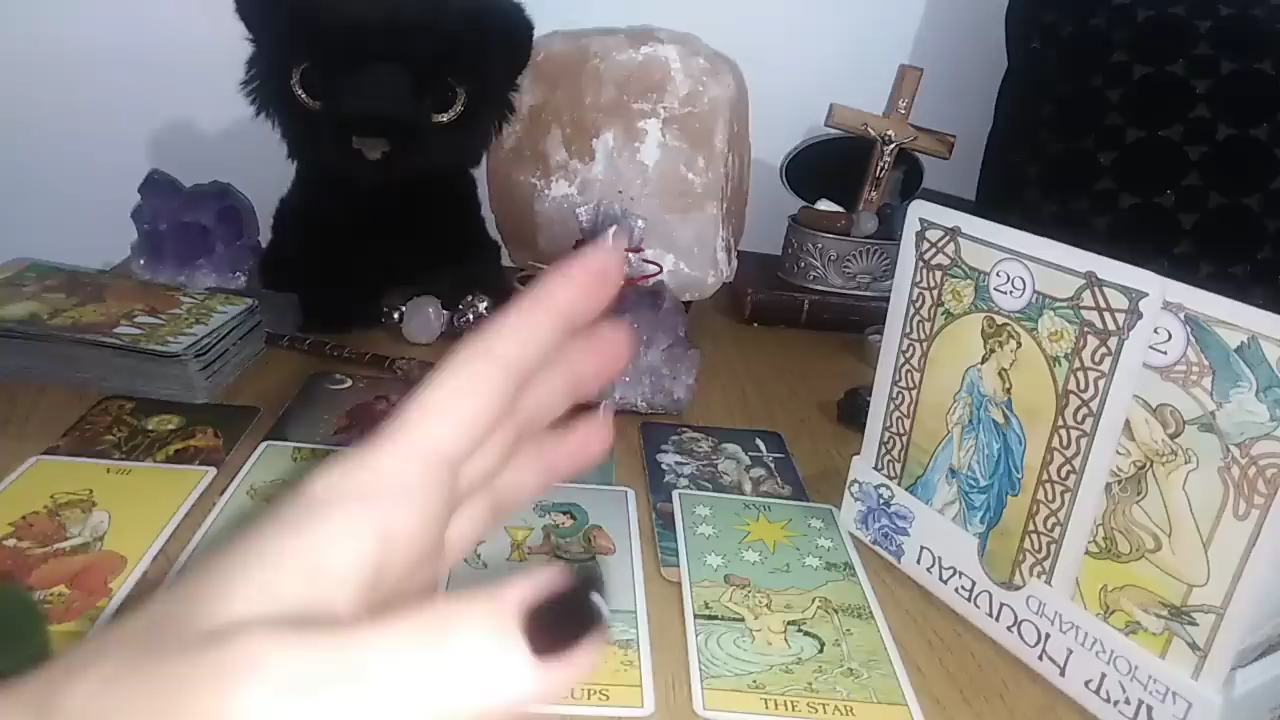 29
2
VIII
XVII
CUPS
THE STAR
ART NOUVEAU
LENORMAND